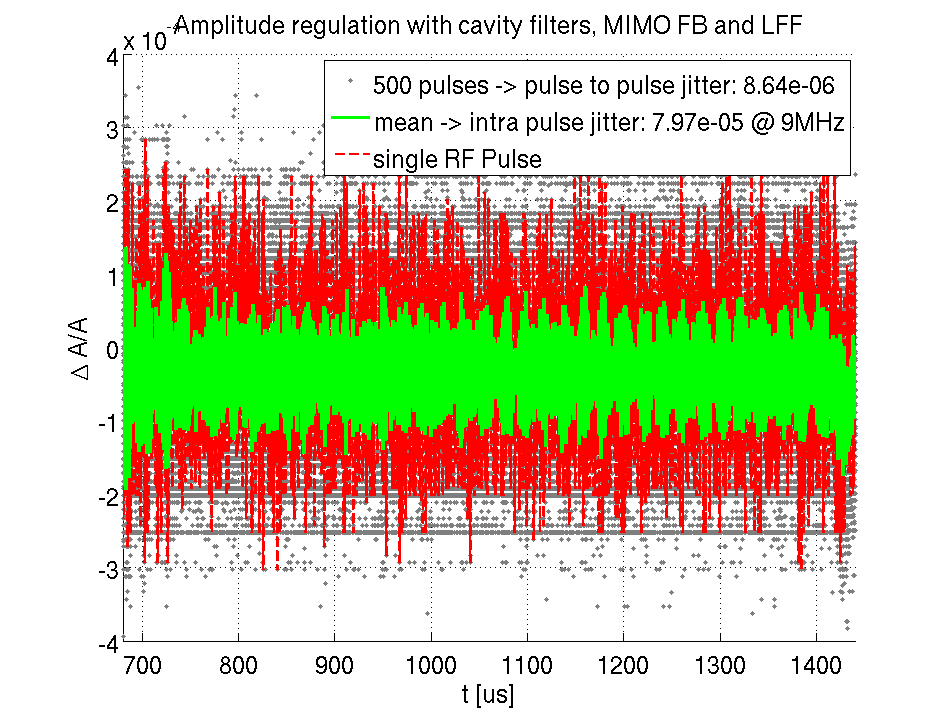 Amplitude regulation with cavity filters, MIMO FB and LFF
x 10
-4
4
3
2
1
0
-1
-2
-3
-4
500 pulses -> pulse to pulse jitter: 8.64e-06
mean -> intra pulse jitter: 7.97e-05 @ 9MHz
single RF Pulse
△ A/A
700 800 900 1000 1100 1200 1300 1400
t [us]